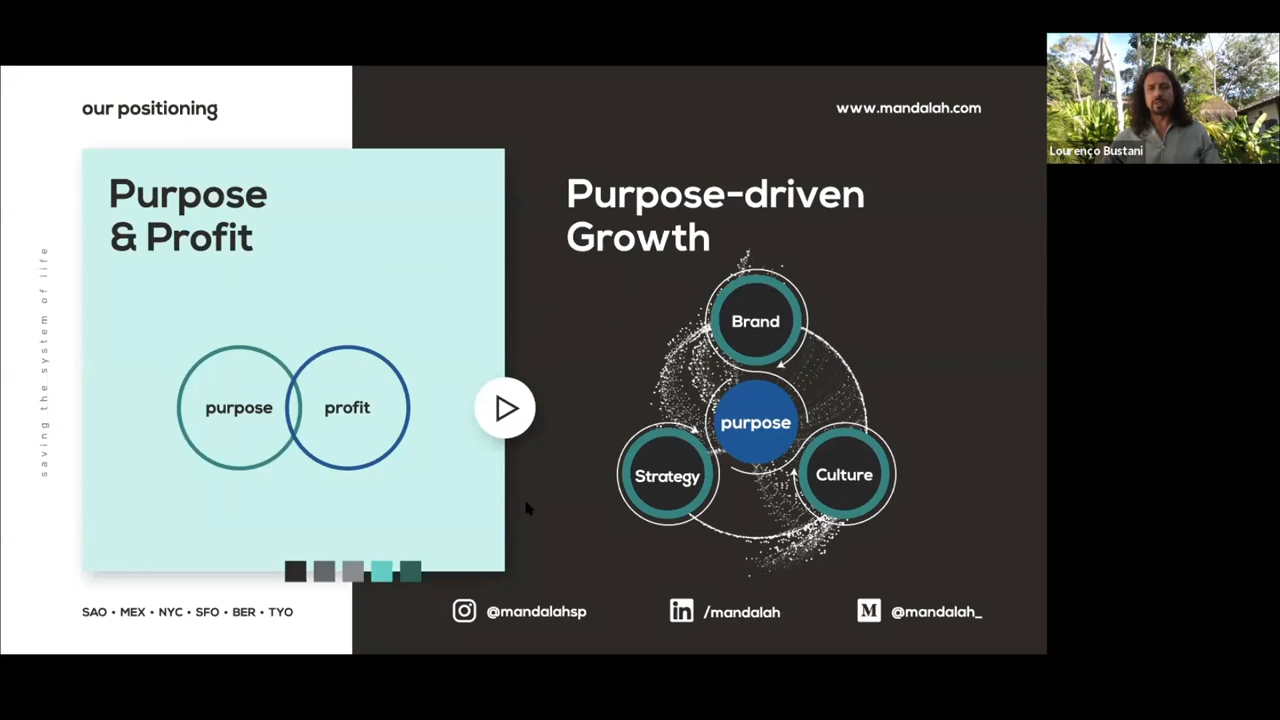 our positioning
www.mandalah.com
Lourenço Bustani
Purpose
& Profit
Purpose-driven
Growth
saving the system of life
purpose
profit
Brand
purpose
Strategy
Culture
SAO • MEX • NYC • SFO • BER • TYO
@mandalahsp
/mandalah
@mandalah_